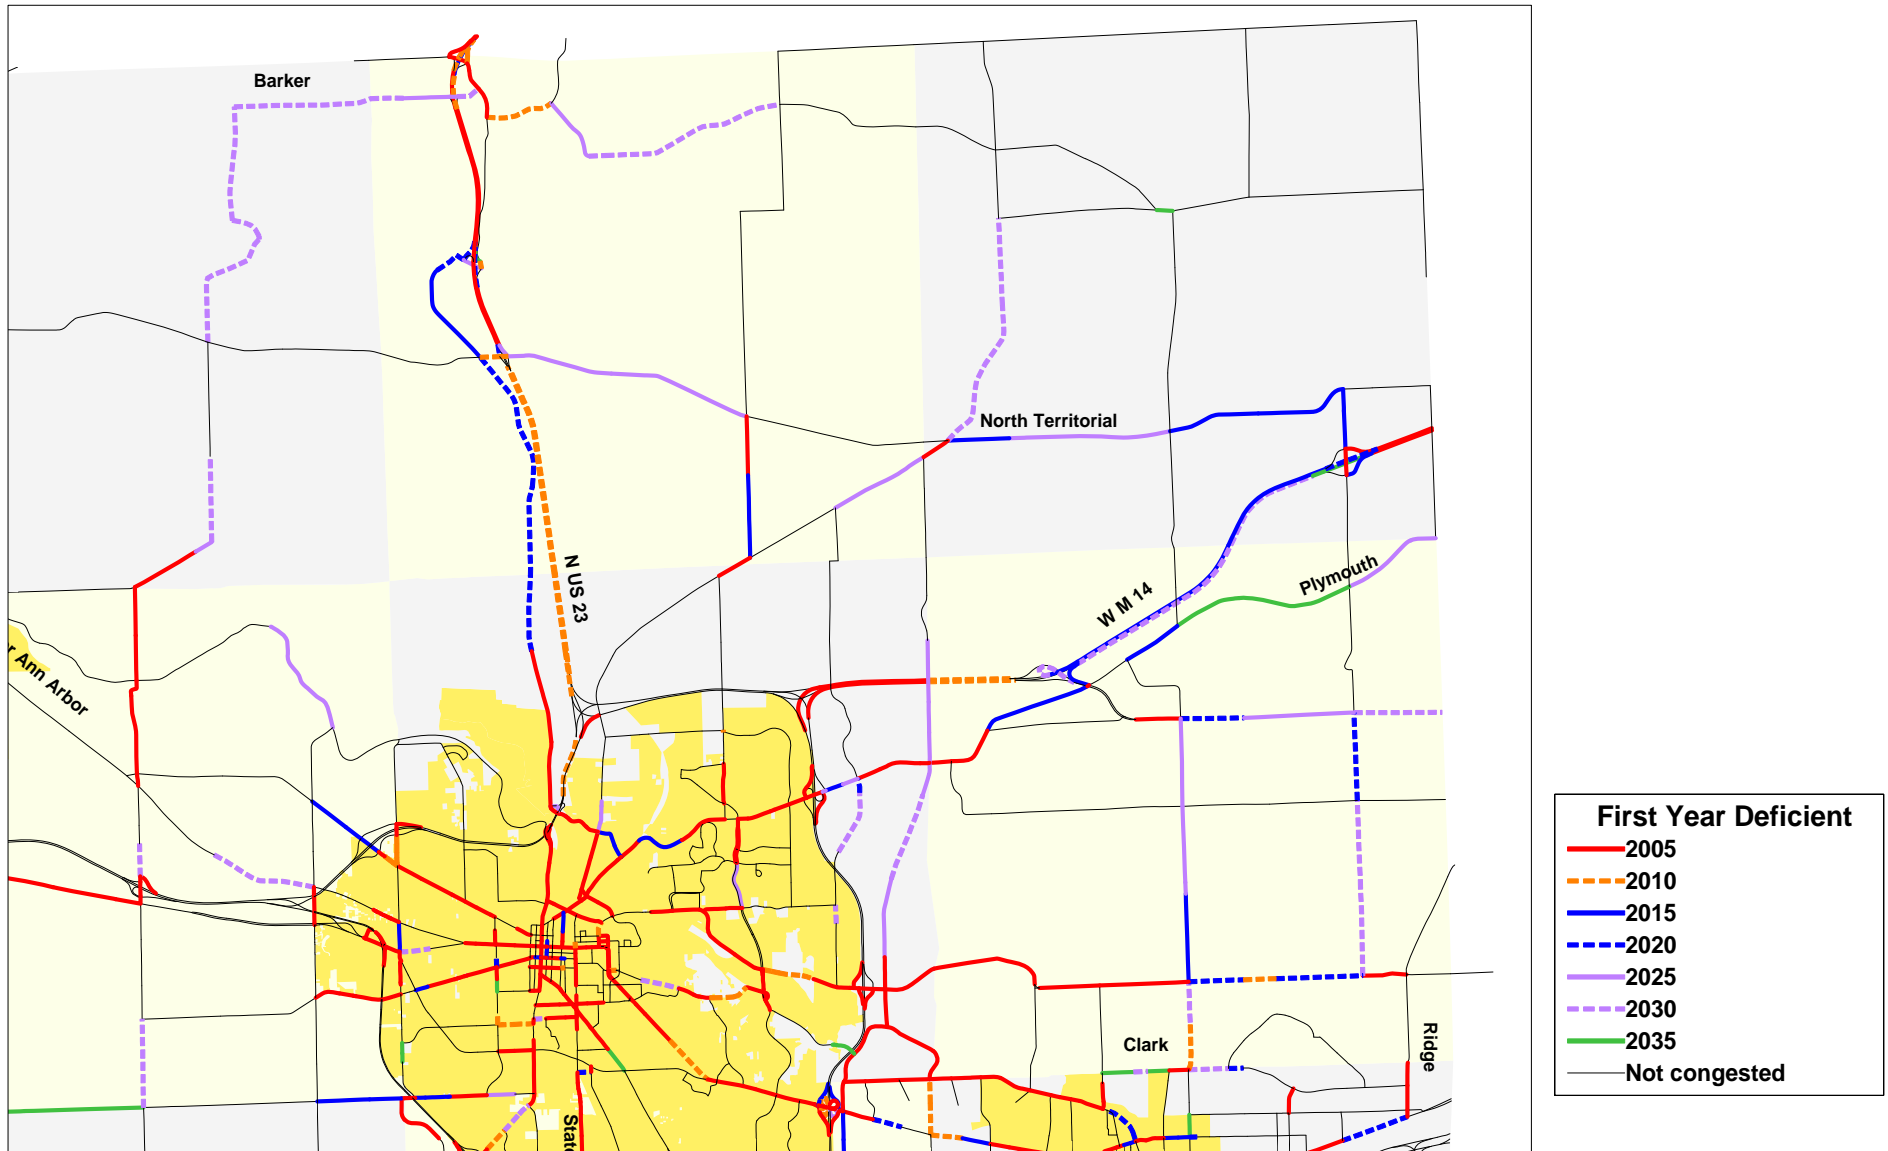 Barker
North Territorial
N US 23
Plymouth
W M 14
r Ann Arbor
Clark
Ridge
State
First Year Deficient
2005
2010
2015
2020
2025
2030
2035
Not congested